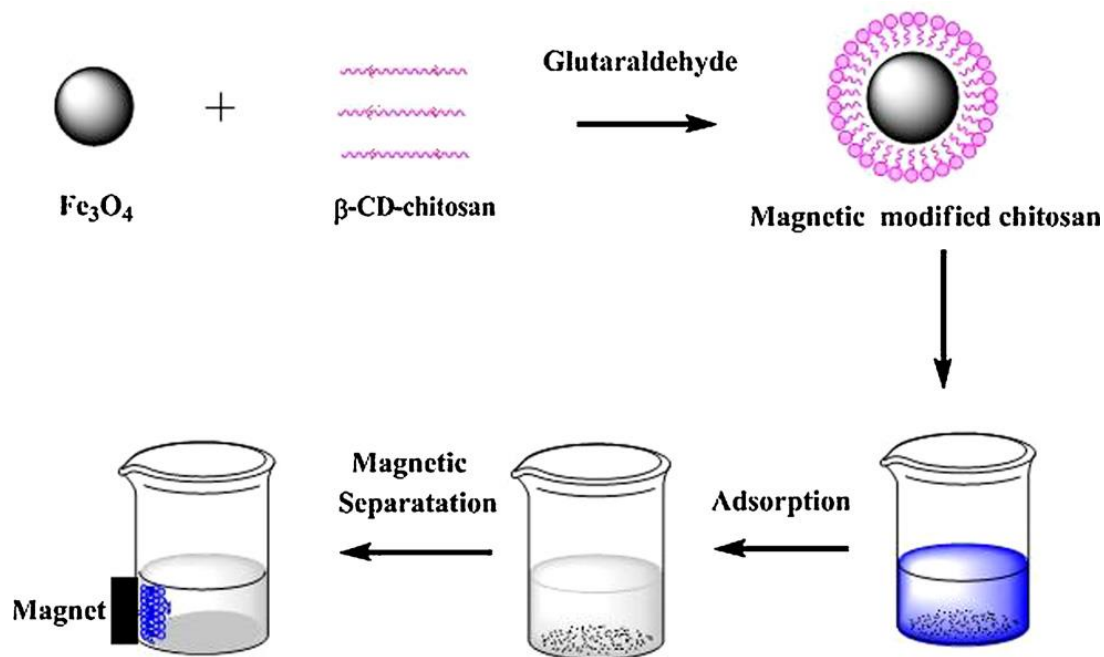 Glutaraldehyde
+
Fe₃O₄
β-CD-chitosan
Magnetic modified chitosan
Magnetic
Separatation
Adsorption
Magnet